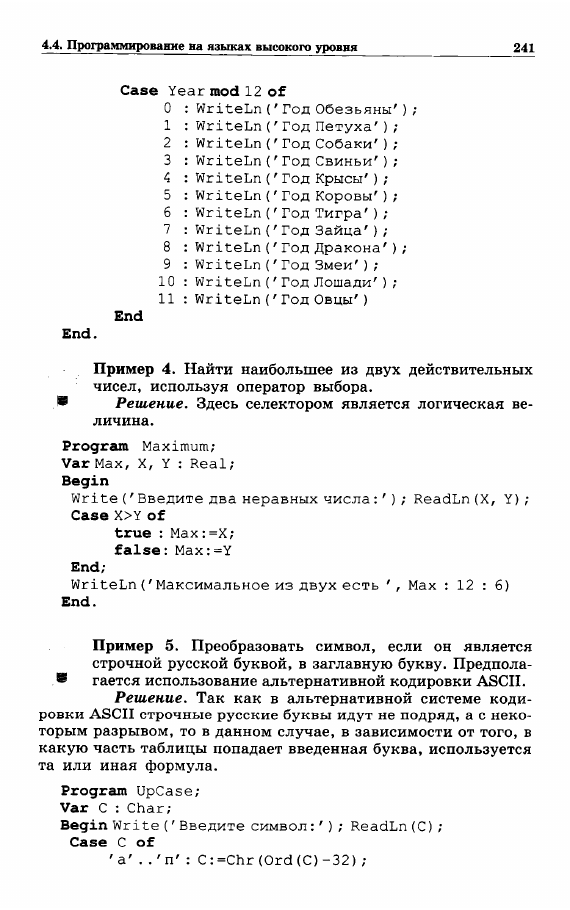 4.4. Программирование на языках высокого уровня 241
Case Year mod 12 of
0 : WriteLn('Год Обезьяны');
1 : WriteLn('Год Петуха');
2 : WriteLn('Год Собаки');
3 : WriteLn('Год Свиньи');
4 : WriteLn('Год Крысы');
5 : WriteLn('Год Коровы');
6 : WriteLn('Год Тигра');
7 : WriteLn('Год Зайца');
8 : WriteLn('Год Дракона');
9 : WriteLn('Год Змеи');
10 : WriteLn('Год Лошади');
11 : WriteLn('Год Овцы')
End
End.
Пример 4. Найти наибольшее из двух действительных
чисел, используя оператор выбора.
Решение. Здесь селектором является логическая ве-
личина.
Program Maximum;
Var Max, X, Y : Real;
Begin
Write('Введите два неравных числа:'); ReadLn(X, Y);
Case X>Y of
true : Max:=X;
false: Max:=Y
End;
WriteLn('Максимальное из двух есть ', Max : 12 : 6)
End.
Пример 5. Преобразовать символ, если он является
строчной русской буквой, в заглавную букву. Предпола-
гается использование альтернативной кодировки ASCII.
Решение. Так как в альтернативной системе коди-
ровки ASCII строчные русские буквы идут не подряд, а с неко-
торым разрывом, то в данном случае, в зависимости от того, в
какую часть таблицы попадает введенная буква, используется
та или иная формула.
Program UpCase;
Var C : Char;
Begin Write('Введите символ:'); ReadLn(C);
Case C of
'а'..'п': C:=Chr(Ord(C)-32);